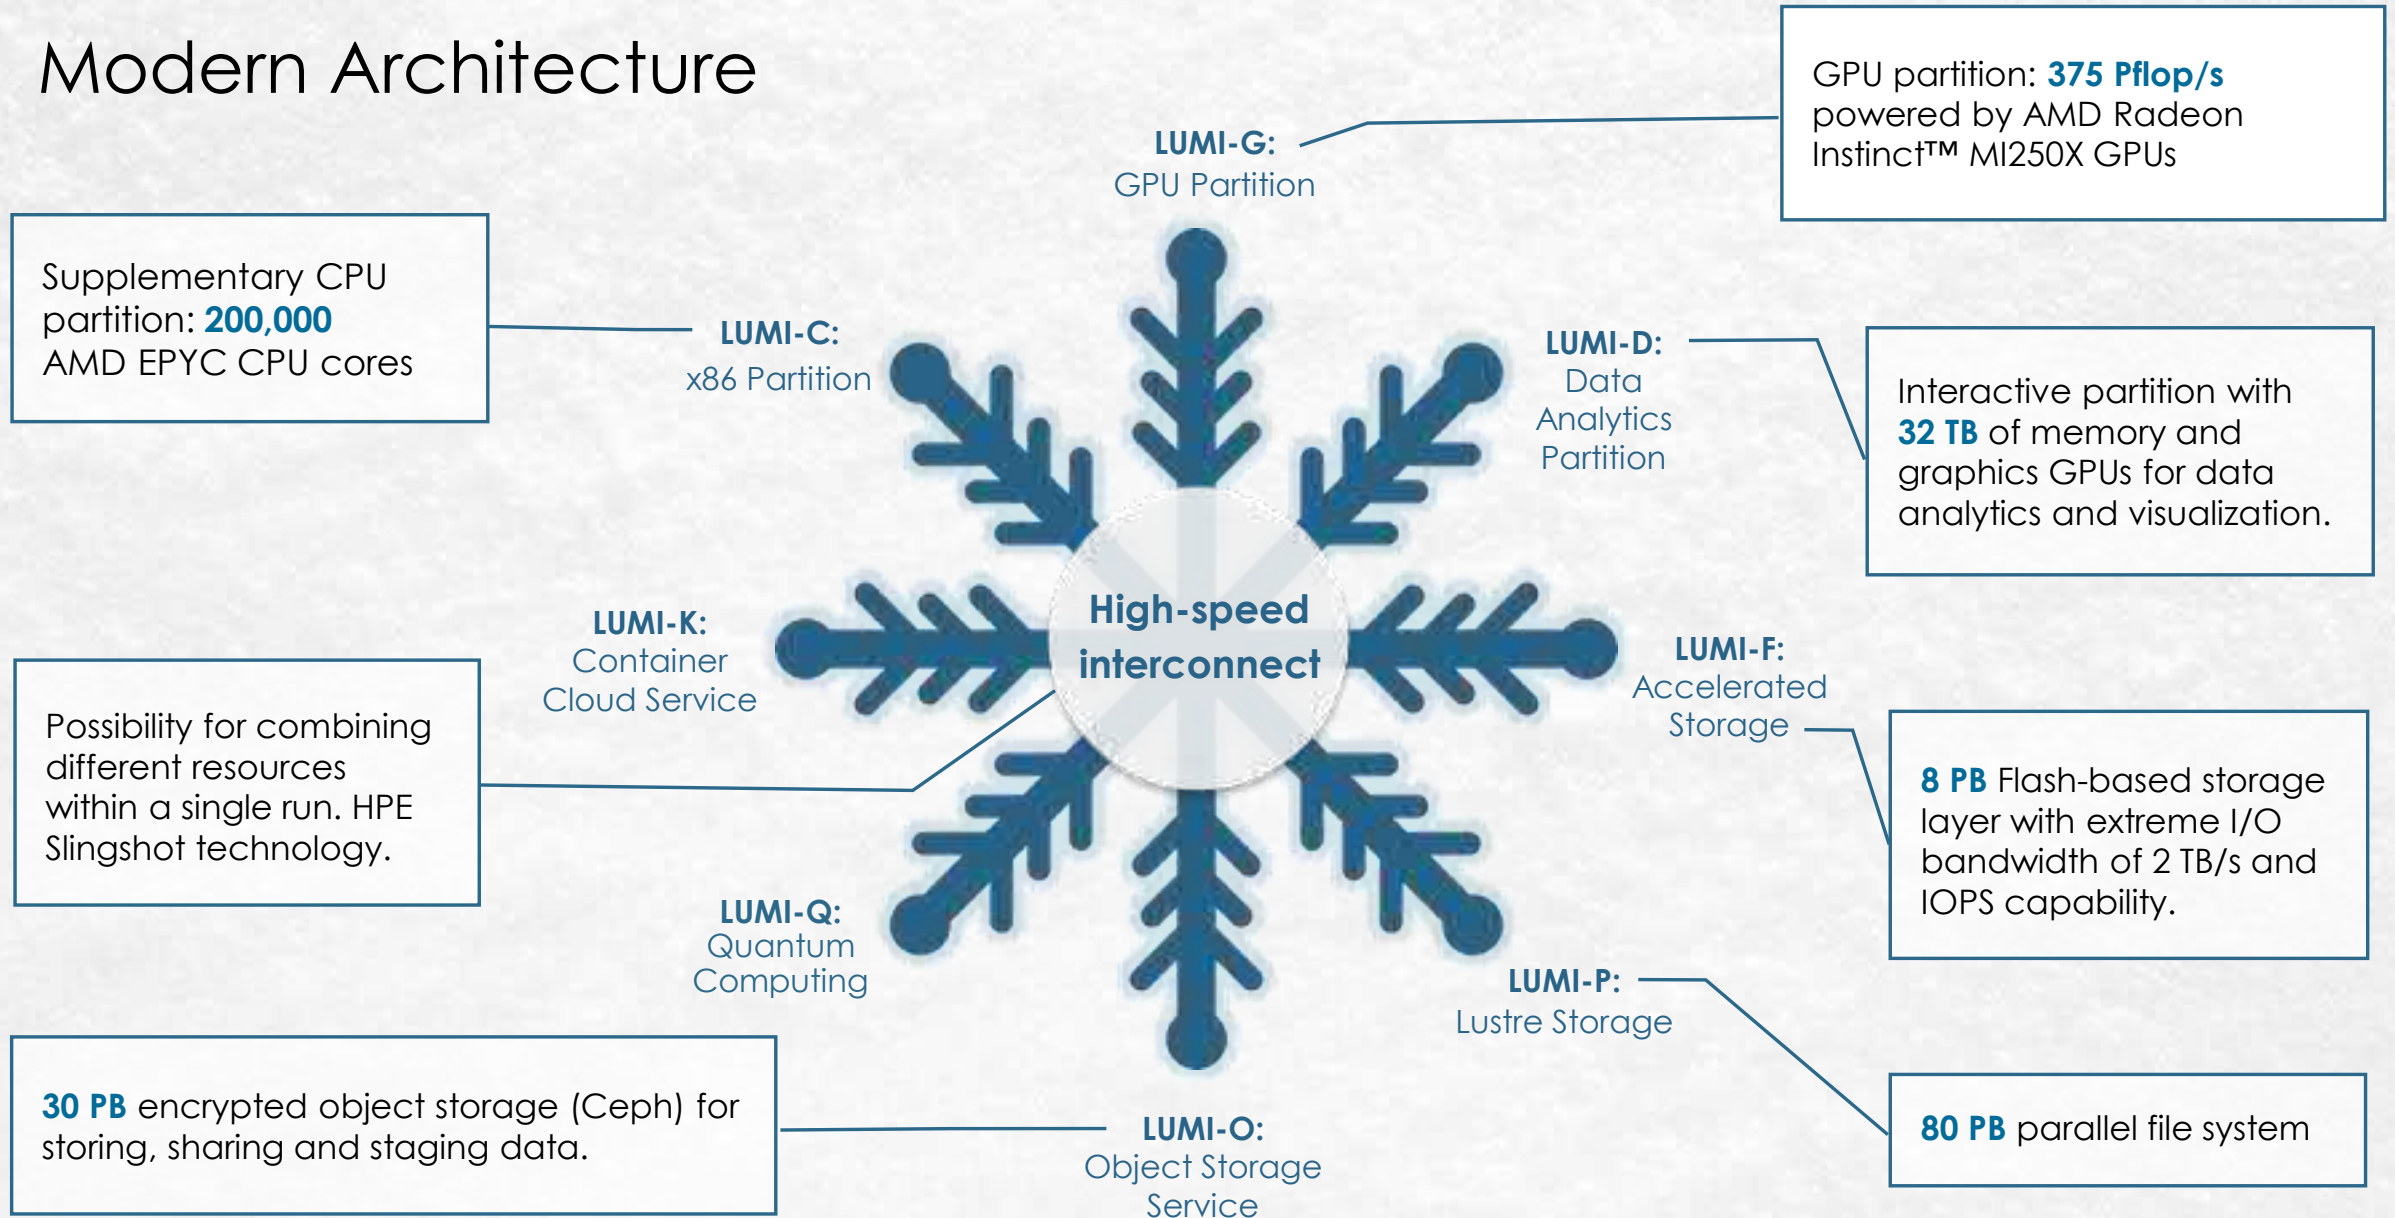 Modern Architecture
GPU partition: 375 Pflop/s
powered by AMD Radeon
Instinct™ MI250X GPUs
LUMI-G:
GPU Partition
Supplementary CPU
partition: 200,000
AMD EPYC CPU cores
LUMI-C:
x86 Partition
LUMI-D:
Data
Analytics
Partition
Interactive partition with
32 TB of memory and
graphics GPUs for data
analytics and visualization.
High-speed
interconnect
LUMI-K:
Container
Cloud Service
LUMI-F:
Accelerated
Storage
Possibility for combining
different resources
within a single run. HPE
Slingshot technology.
8 PB Flash-based storage
layer with extreme I/O
bandwidth of 2 TB/s and
IOPS capability.
LUMI-Q:
Quantum
Computing
LUMI-P:
Lustre Storage
30 PB encrypted object storage (Ceph) for
storing, sharing and staging data.
LUMI-O:
Object Storage
Service
80 PB parallel file system